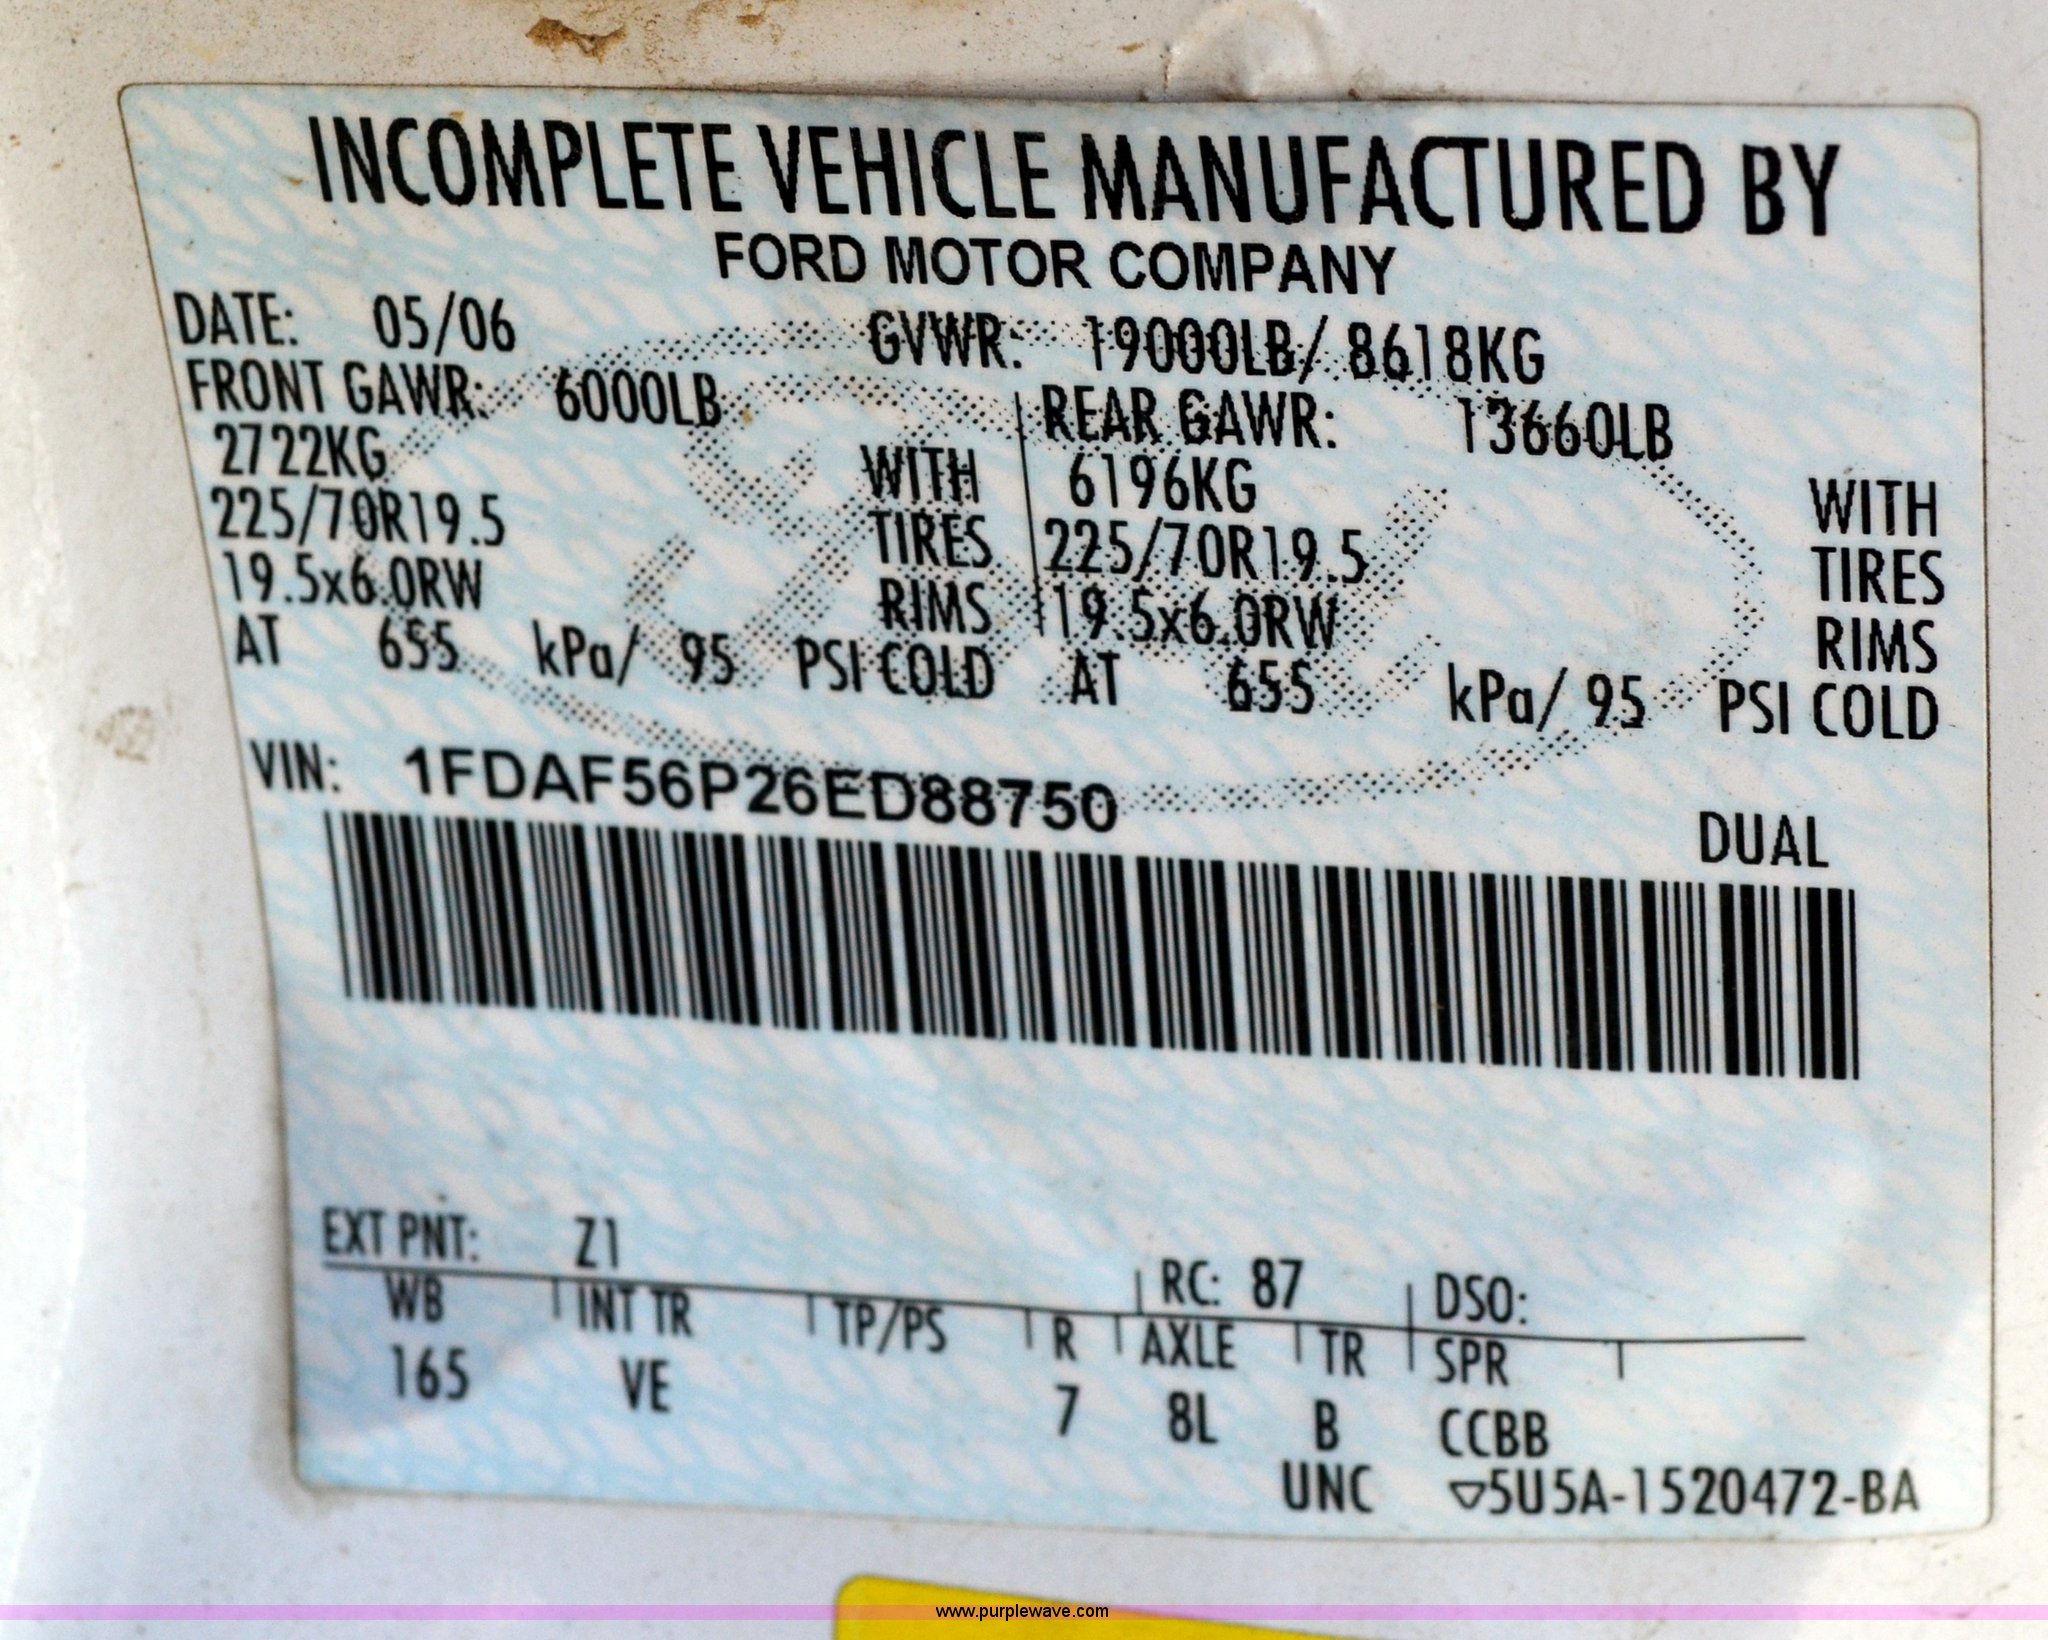 INCOMPLETE VEHICLE MANUFACTURED BY
FORD MOTOR COMPANY
DATE: 05/06 GVWR: 19000LB/ 8618KG
FRONT GAWR: 6000LB REAR GAWR: 13660LB
2722KG WITH 6196KG WITH
225/70R19.5 TIRES 225/70R19.5 TIRES
19.5x6.0RW RIMS 19.5x6.0RW RIMS
AT 655 kPa/ 95 PSI COLD AT 655 kPa/ 95 PSI COLD
VIN: 1FDAF56P26ED88750
DUAL
EXT PNT: Z1 RC: 87 DSO:
WB INT TR TP/PS R AXLE TR SPR
165 VE 7 8L B CCBB
UNC ▽5U5A-1520472-BA
www.purplewave.com